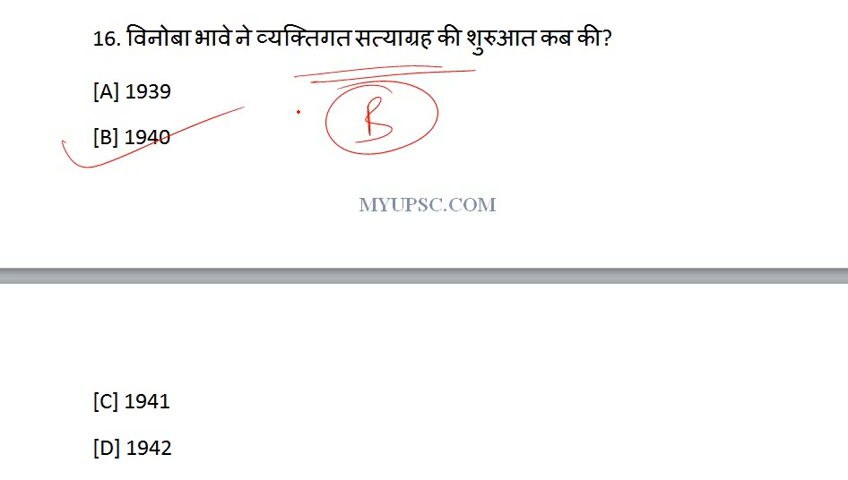 16. विनोबा भावे ने व्यक्तिगत सत्याग्रह की शुरुआत कब की?
[A] 1939
B
[B] 1940
MYUPSC.COM
[C] 1941
[D] 1942